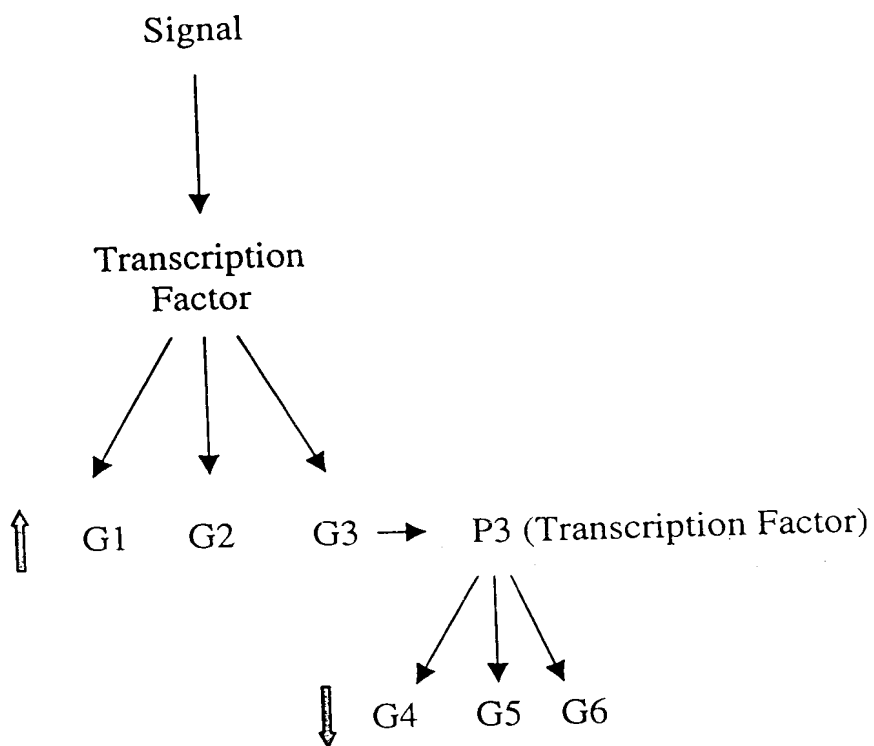 Signal
Transcription
Factor
G1 G2 G3 P3 (Transcription Factor)
G4 G5 G6